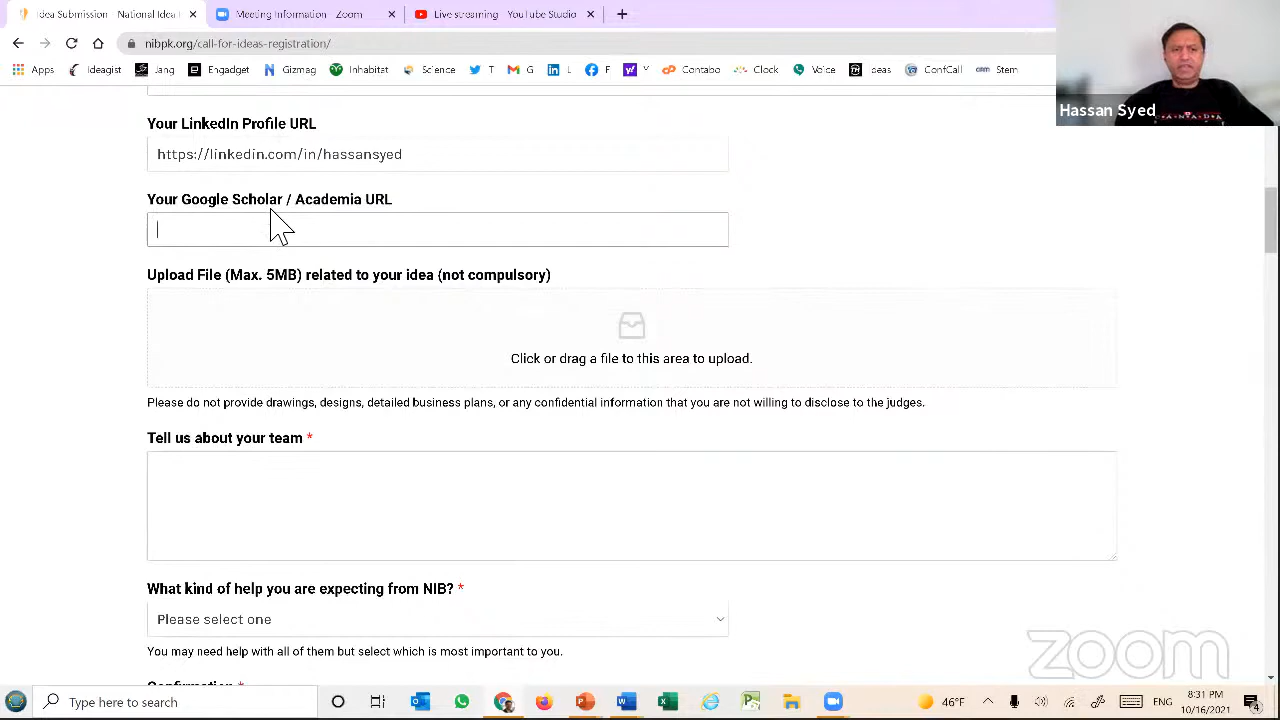 Idea Submission - National Idea
Meeting Information - Zoom
NIB Pakistan - YouTube Studio
nibpk.org/call-for-ideas-registration/
Apps Ideagist Jang Engadget Gizmag Inhabitat Science T G L F Y Contabo Click Voice deas ConfCall Stem
Hassan Syed
Your LinkedIn Profile URL
https://linkedin.com/in/hassansyed
Your Google Scholar / Academia URL
Upload File (Max. 5MB) related to your idea (not compulsory)
Click or drag a file to this area to upload.
Please do not provide drawings, designs, detailed business plans, or any confidential information that you are not willing to disclose to the judges.
Tell us about your team *
What kind of help you are expecting from NIB? *
Please select one
You may need help with all of them but select which is most important to you.
Confirmation *
zoom
Type here to search
46°F
8:31 PM
10/16/2021